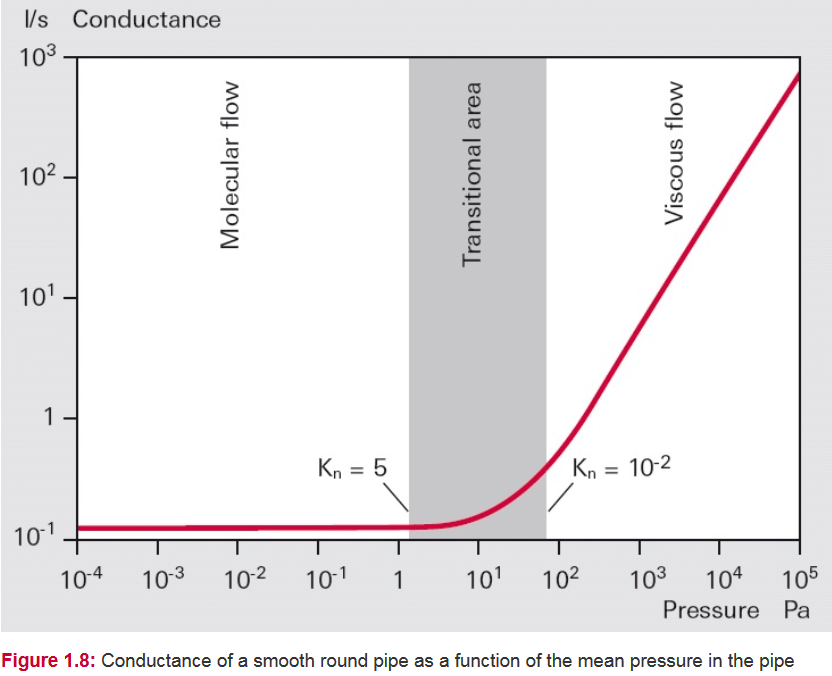 l/s Conductance
10³
10²
10¹
1
10⁻¹
Molecular flow
Transitional area
Viscous flow
Kₙ = 5
Kₙ = 10⁻²
10⁻⁴ 10⁻³ 10⁻² 10⁻¹ 1 10¹ 10² 10³ 10⁴ 10⁵
Pressure Pa
Figure 1.8: Conductance of a smooth round pipe as a function of the mean pressure in the pipe